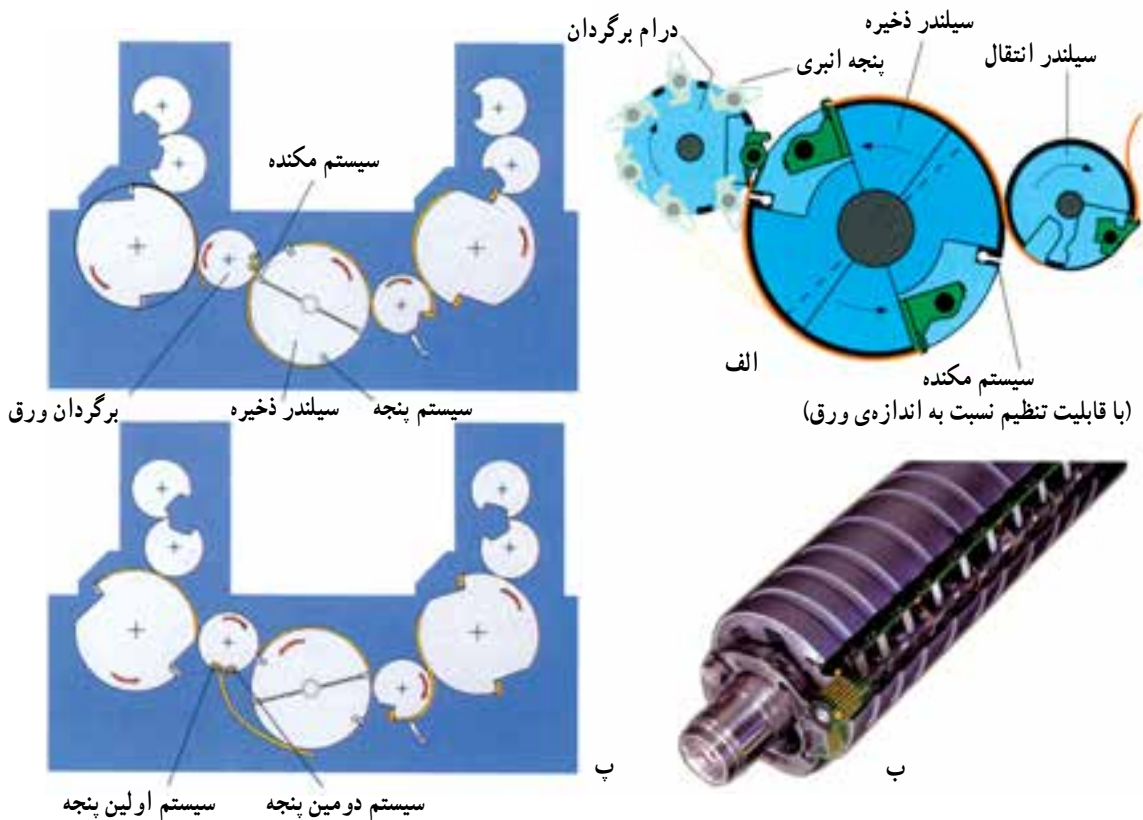 درام برگردان
سیلندر ذخیره
پنجه انبری
سیلندر انتقال
سیستم مکنده
الف
سیستم مکنده
(با قابلیت تنظیم نسبت به اندازه‌ی ورق)
برگردان ورق
سیلندر ذخیره
سیستم پنجه
ب
پ
سیستم دومین پنجه
سیستم اولین پنجه